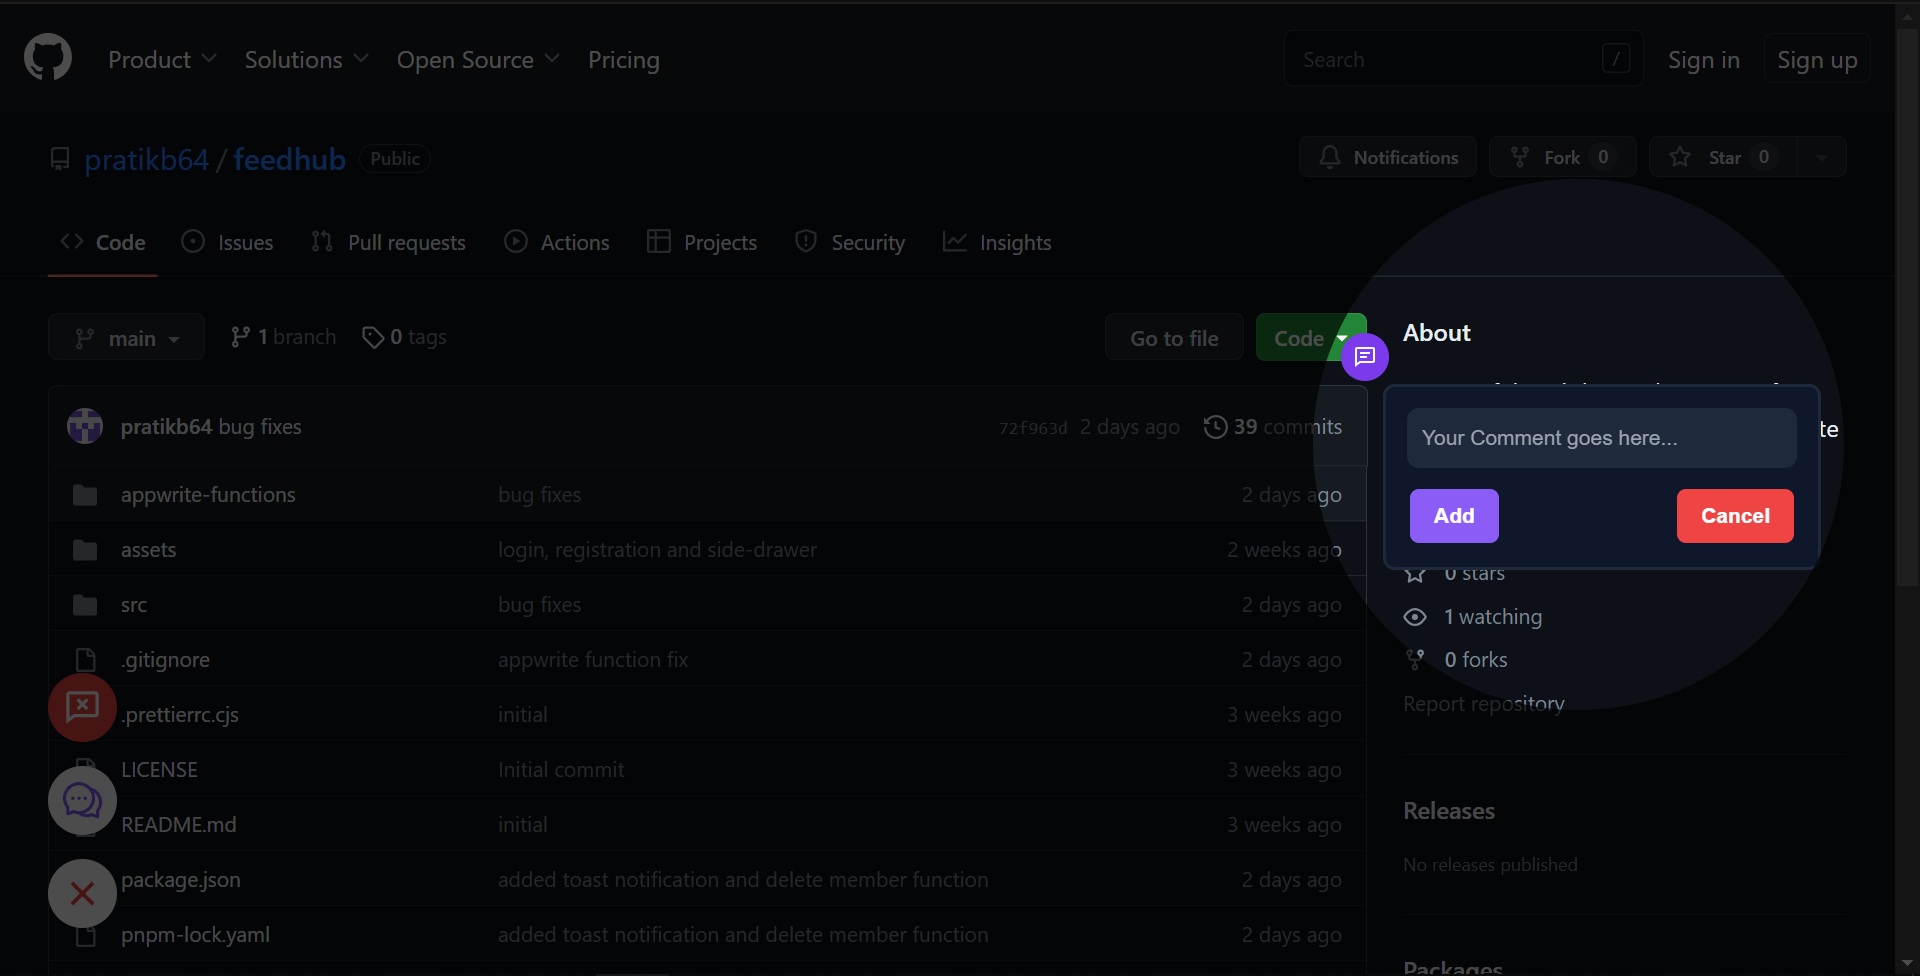 Product Solutions Open Source Pricing Search / Sign in Sign up
pratikb64 / feedhub Public Notifications Fork 0 Star 0
Code Issues Pull requests Actions Projects Security Insights
main 1 branch 0 tags Go to file Code
About
pratikb64 bug fixes 72f963d 2 days ago 39 commits
te
Your Comment goes here...
Add Cancel
appwrite-functions bug fixes 2 days ago
assets login, registration and side-drawer 2 weeks ago
0 stars
src bug fixes 2 days ago
1 watching
.gitignore appwrite function fix 2 days ago
0 forks
.prettierrc.cjs initial 3 weeks ago
Report repository
LICENSE Initial commit 3 weeks ago
README.md initial 3 weeks ago
Releases
No releases published
package.json added toast notification and delete member function 2 days ago
pnpm-lock.yaml added toast notification and delete member function 2 days ago
Packages